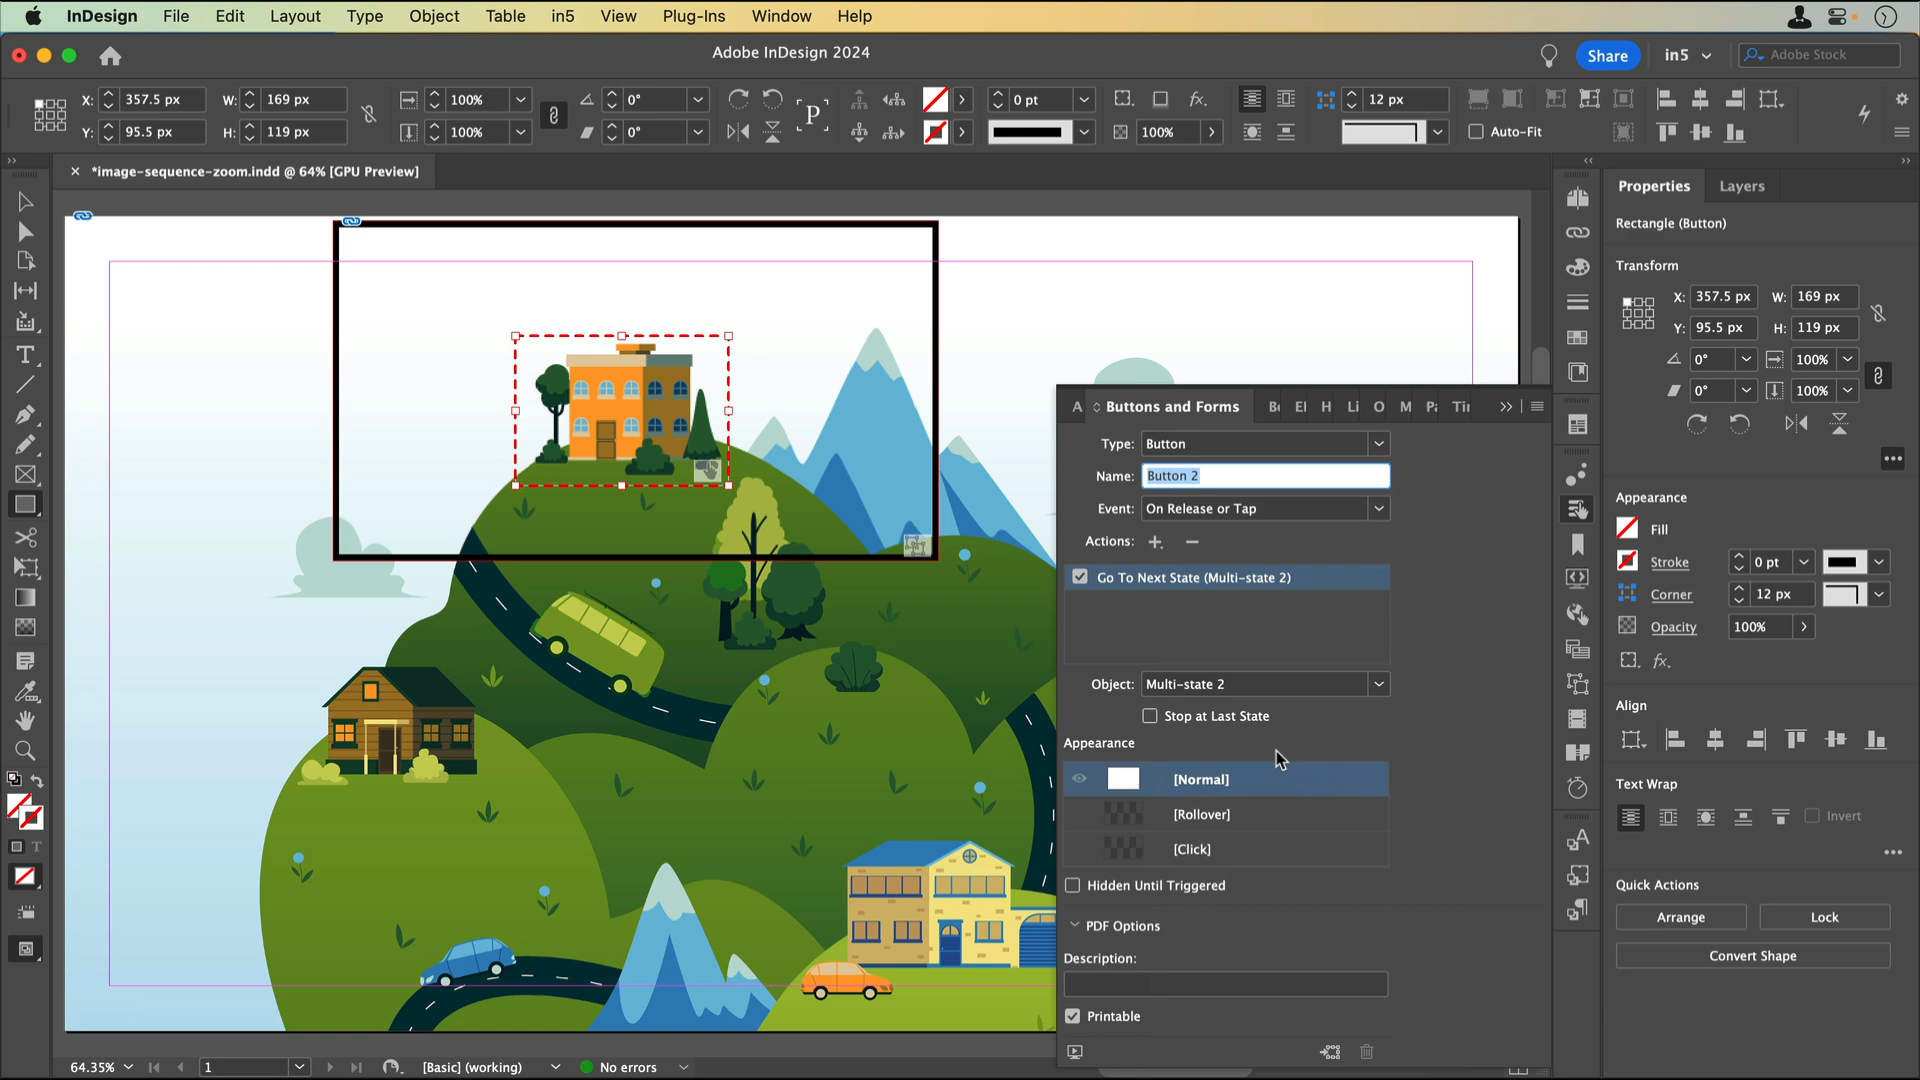 InDesign File Edit Layout Type Object Table in5 View Plug-Ins Window Help
Adobe InDesign 2024
Share
in5
Adobe Stock
X: 357.5 px W: 169 px 100% 0° P 0 pt fx. 12 px
Y: 95.5 px H: 119 px 100% 0° 100% Auto-Fit
*image-sequence-zoom.indd @ 64% [GPU Preview]
Properties Layers
Rectangle (Button)
Transform
X: 357.5 px W: 169 px
Y: 95.5 px H: 119 px
0° 100%
0° 100%
Appearance
Fill
Stroke 0 pt
Corner 12 px
Opacity 100%
fx.
Align
Text Wrap
Invert
Quick Actions
Arrange Lock
Convert Shape
A Buttons and Forms Be El H Li O M Pa Tir
Type: Button
Name: Button 2
Event: On Release or Tap
Actions:
Go To Next State (Multi-state 2)
Object: Multi-state 2
Stop at Last State
Appearance
[Normal]
[Rollover]
[Click]
Hidden Until Triggered
PDF Options
Description:
Printable
64.35% 1 [Basic] (working) No errors